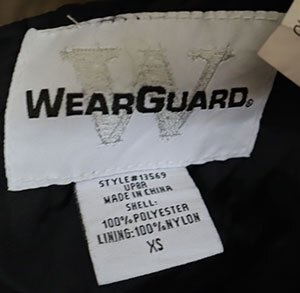 W
WEARGUARD®
STYLE#13569
UPBR
MADE IN CHINA
SHELL:
100%POLYESTER
LINING:100%NYLON
XS